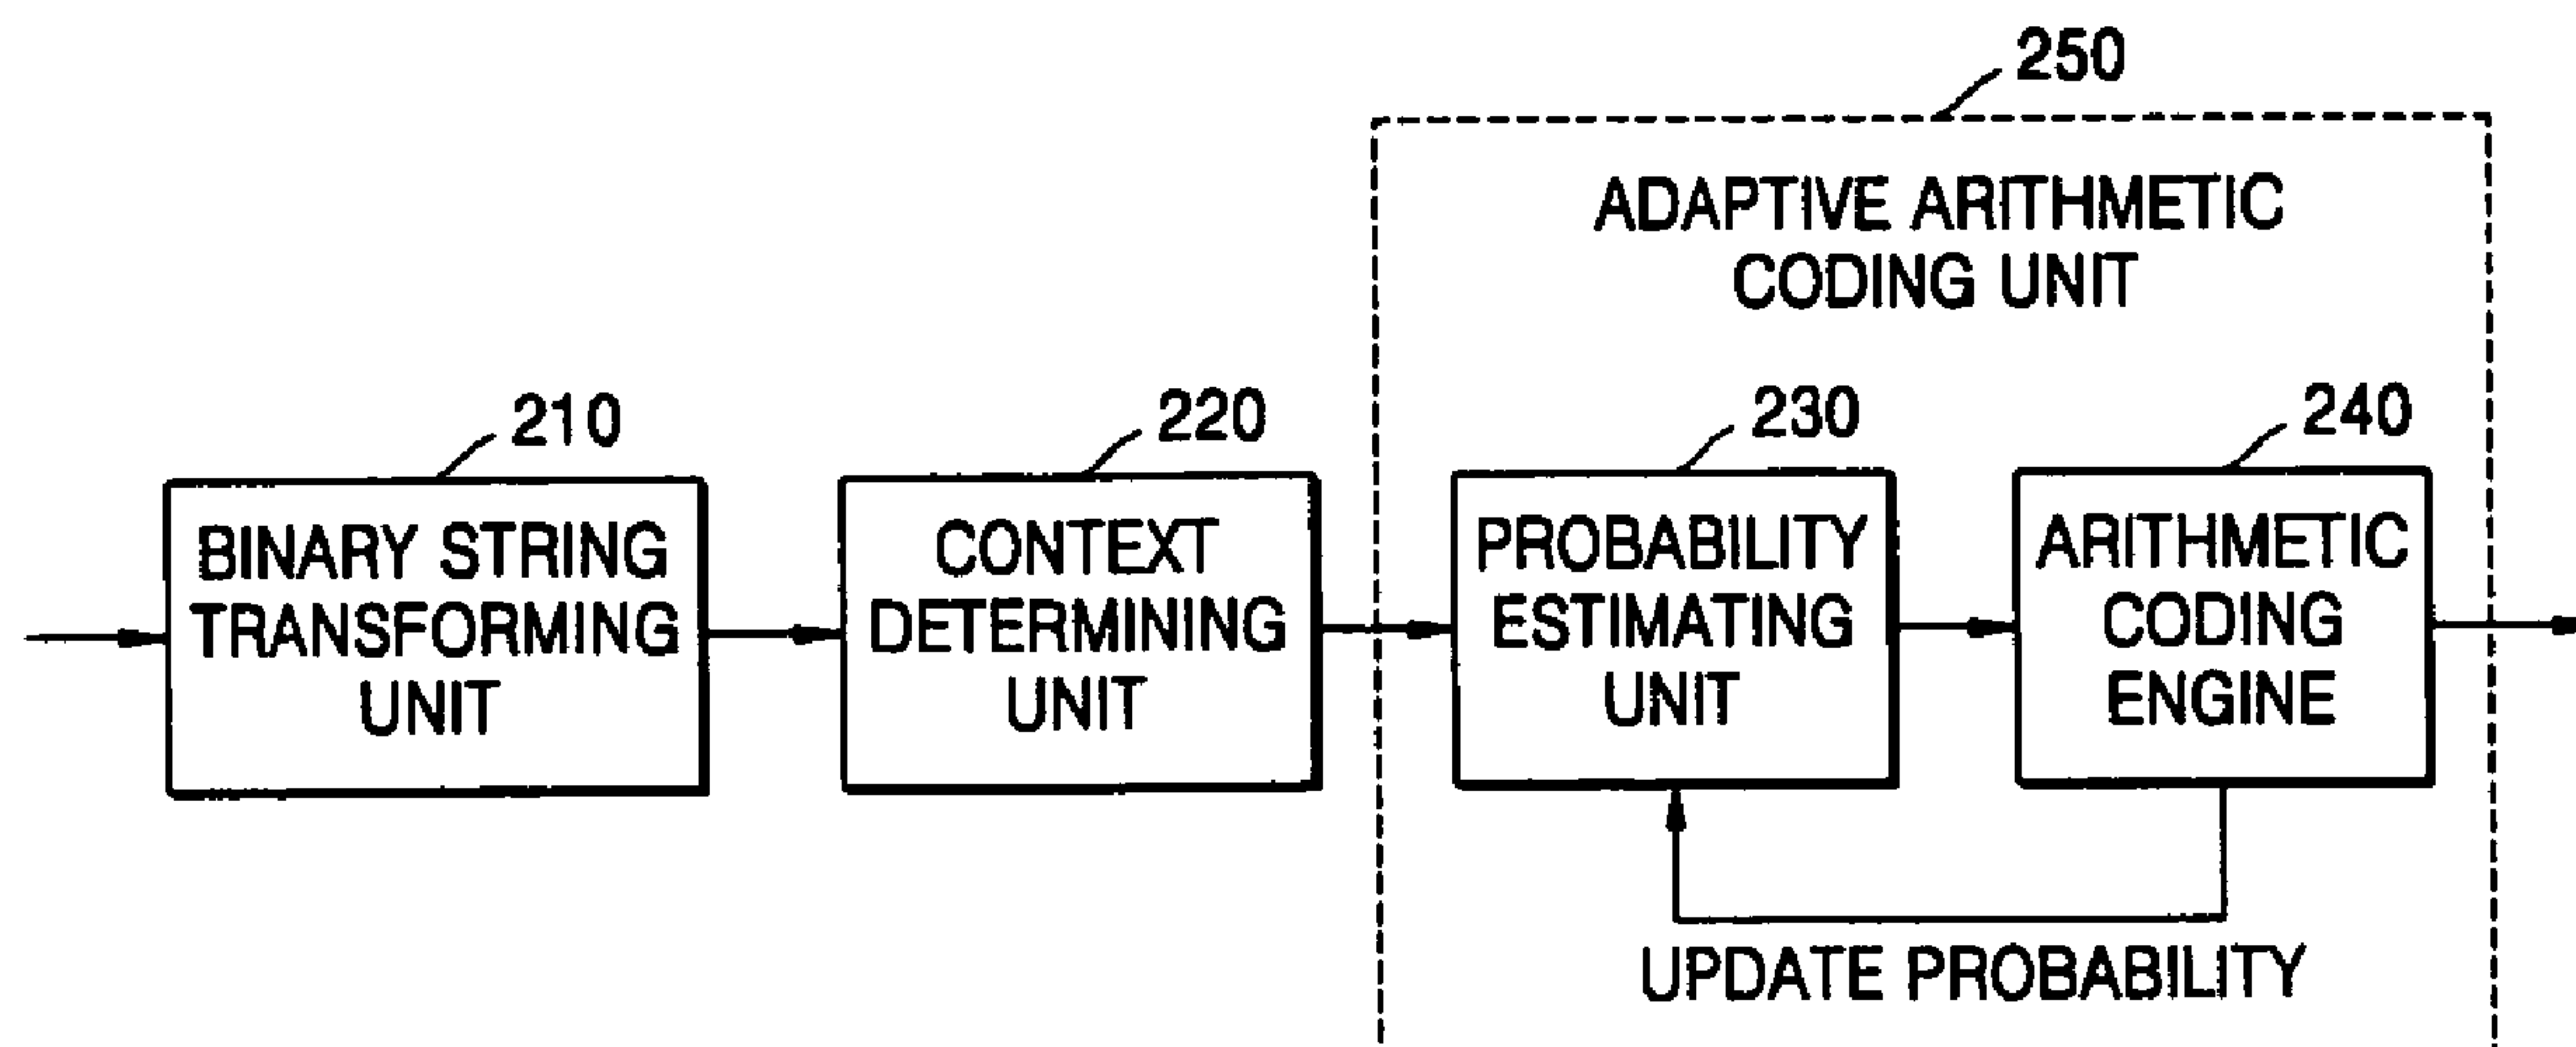 250
ADAPTIVE ARITHMETIC
CODING UNIT
210
220
230
240
BINARY STRING
TRANSFORMING
UNIT
CONTEXT
DETERMINING
UNIT
PROBABILITY
ESTIMATING
UNIT
ARITHMETIC
CODING
ENGINE
UPDATE PROBABILITY